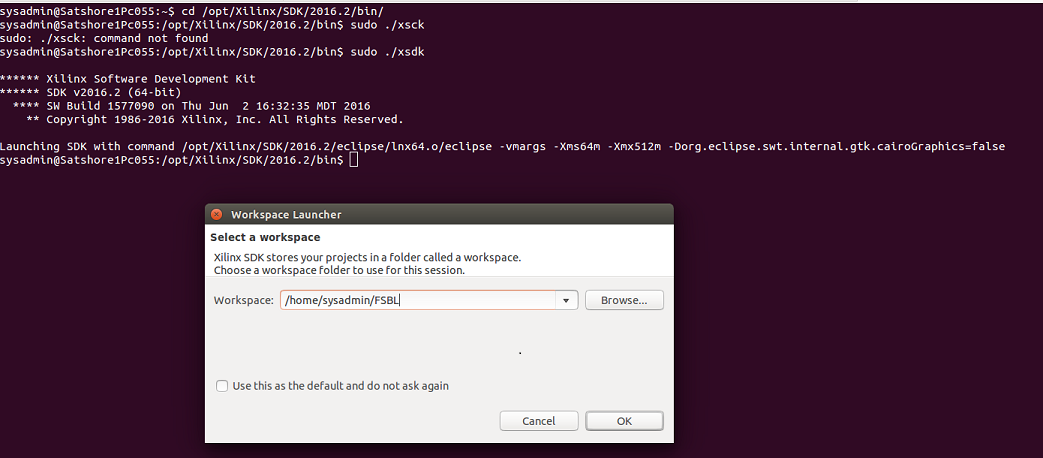 sysadmin@Satshore1Pc055:~$ cd /opt/Xilinx/SDK/2016.2/bin/
sysadmin@Satshore1Pc055:/opt/Xilinx/SDK/2016.2/bin$ sudo ./xsck
sudo: ./xsck: command not found
sysadmin@Satshore1Pc055:/opt/Xilinx/SDK/2016.2/bin$ sudo ./xsdk
****** Xilinx Software Development Kit
****** SDK v2016.2 (64-bit)
**** SW Build 1577090 on Thu Jun  2 16:32:35 MDT 2016
** Copyright 1986-2016 Xilinx, Inc. All Rights Reserved.
Launching SDK with command /opt/Xilinx/SDK/2016.2/eclipse/lnx64.o/eclipse -vmargs -Xms64m -Xmx512m -Dorg.eclipse.swt.internal.gtk.cairoGraphics=false
sysadmin@Satshore1Pc055:/opt/Xilinx/SDK/2016.2/bin$
Workspace Launcher
Select a workspace
Xilinx SDK stores your projects in a folder called a workspace.
Choose a workspace folder to use for this session.
Workspace: /home/sysadmin/FSBL Browse...
Use this as the default and do not ask again
Cancel OK